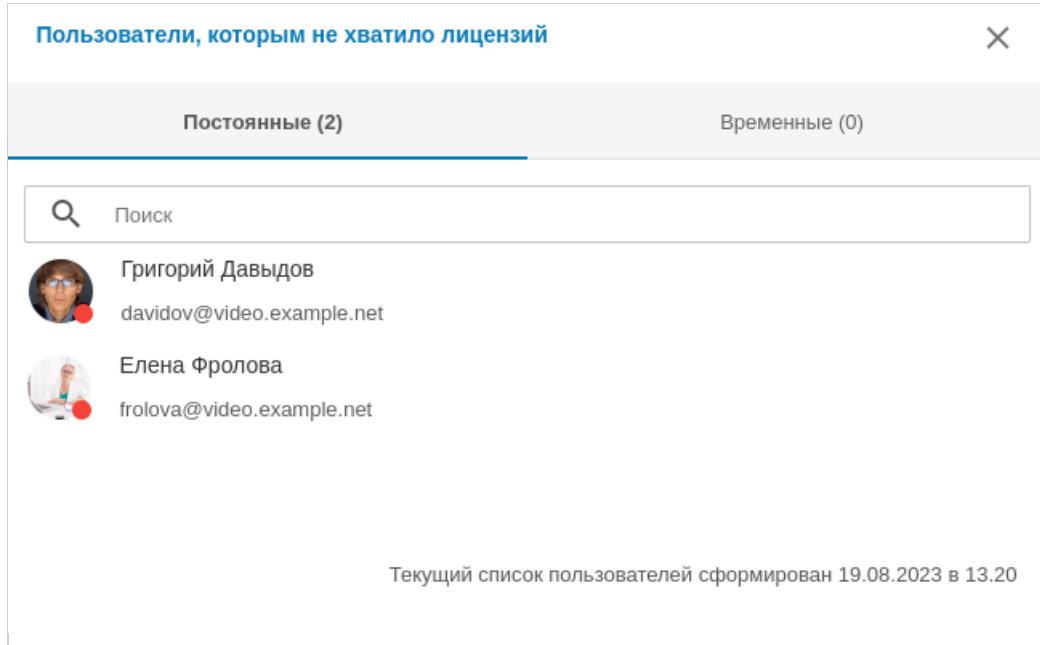 Пользователи, которым не хватило лицензий
Постоянные (2)
Временные (0)
Поиск
Григорий Давыдов
davidov@video.example.net
Елена Фролова
frolova@video.example.net
Текущий список пользователей сформирован 19.08.2023 в 13.20